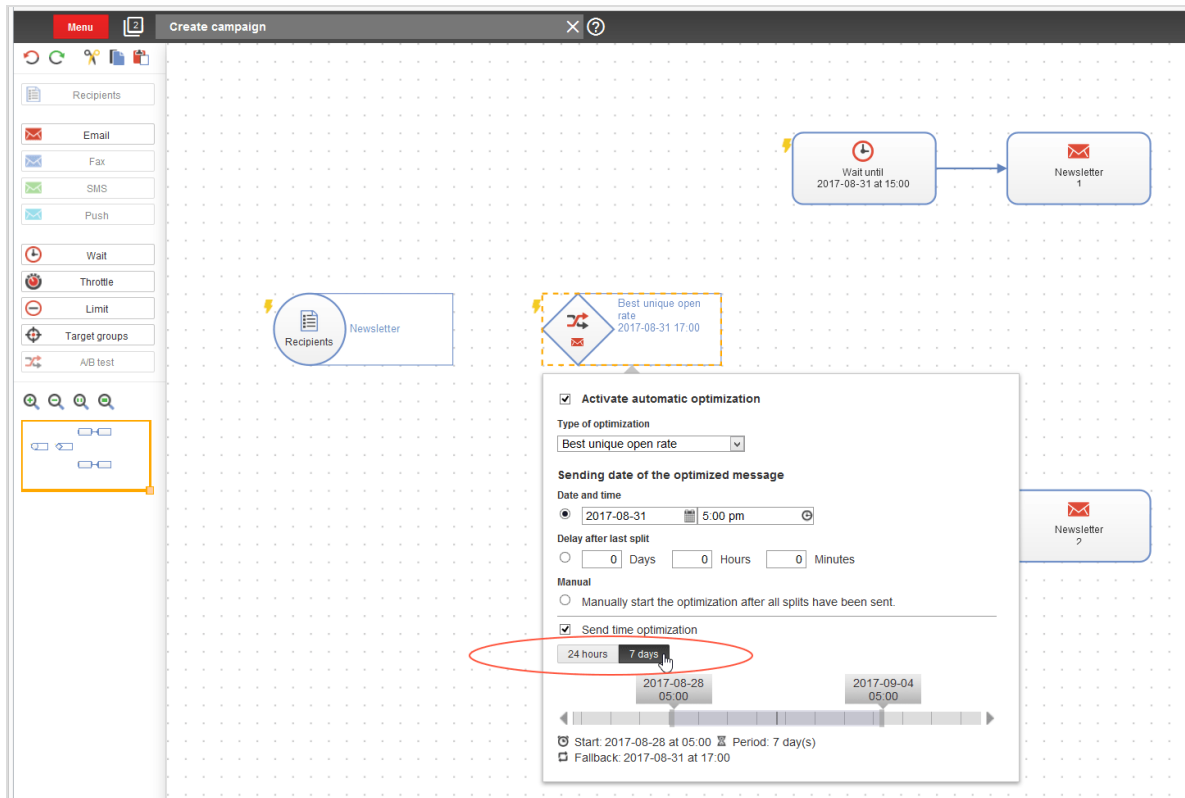 Menu
2
Create campaign
Recipients
Email
Fax
SMS
Push
Wait
Throttle
Limit
Target groups
A/B test
Wait until
2017-08-31 at 15:00
Newsletter
1
Recipients
Newsletter
Best unique open
rate
2017-08-31 17:00
Activate automatic optimization
Type of optimization
Best unique open rate
Sending date of the optimized message
Date and time
2017-08-31 5:00 pm
Delay after last split
0 Days 0 Hours 0 Minutes
Manual
Manually start the optimization after all splits have been sent.
Send time optimization
24 hours 7 days
2017-08-28
05:00
2017-09-04
05:00
Start: 2017-08-28 at 05:00 Period: 7 day(s)
Fallback: 2017-08-31 at 17:00
Newsletter
2